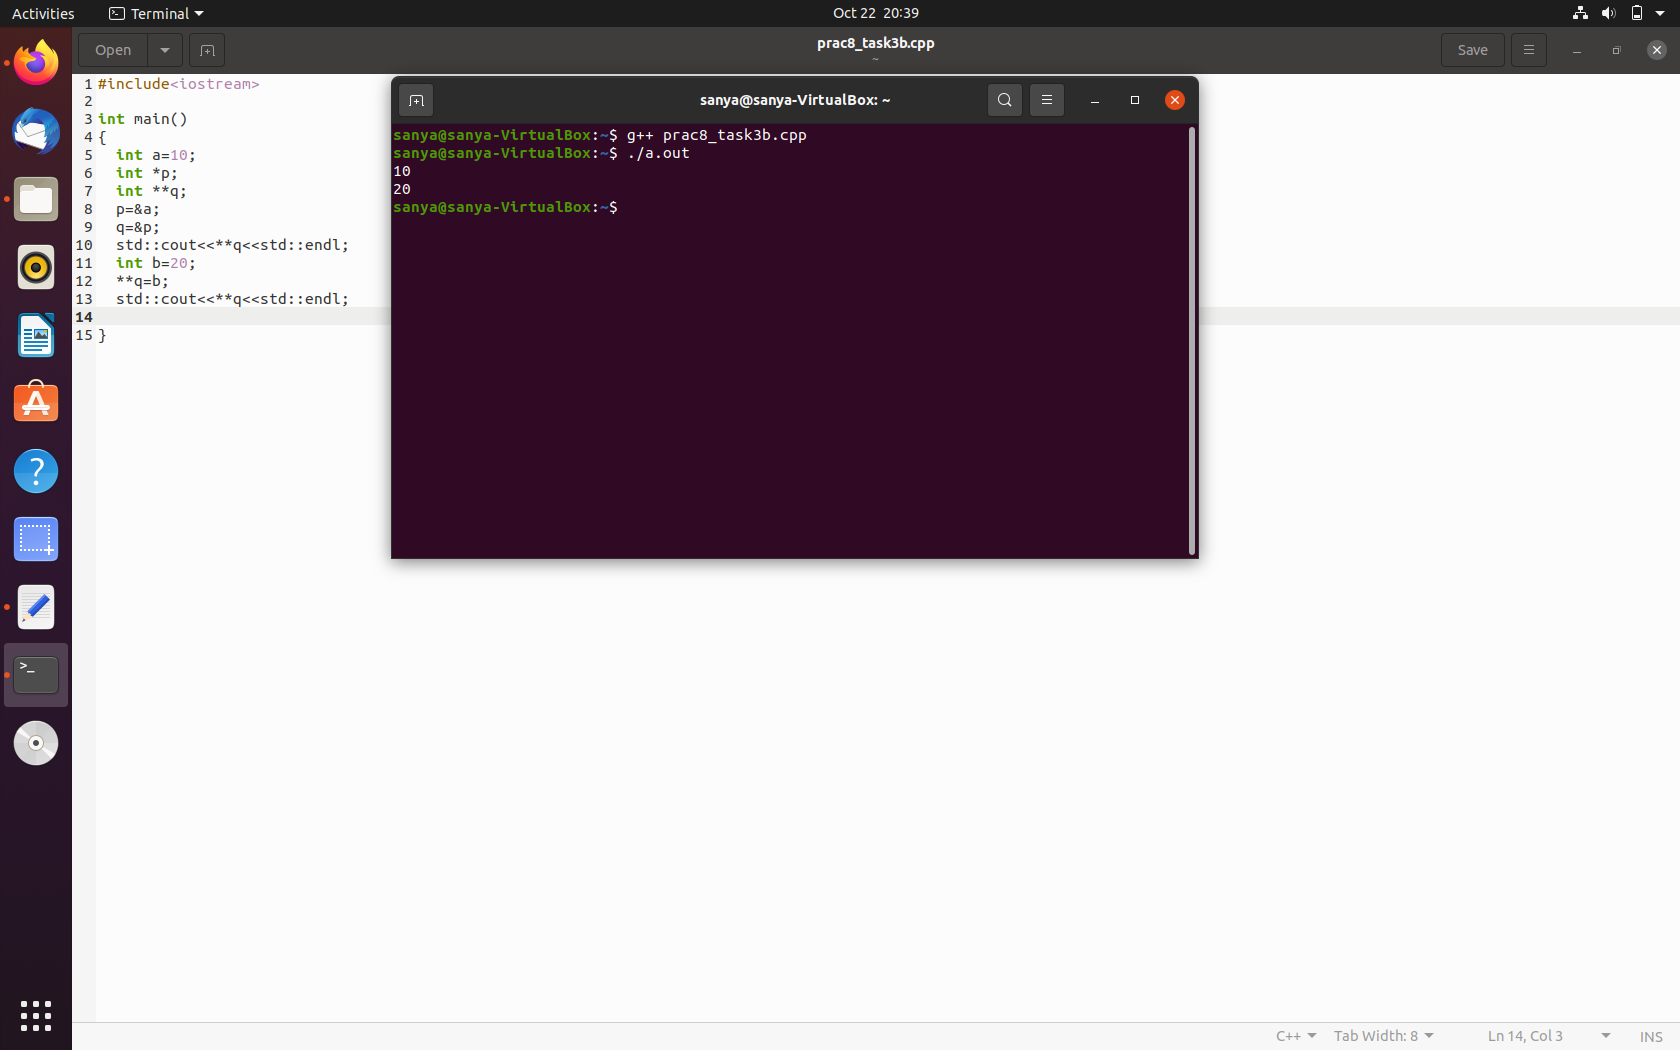 Activities Terminal Oct 22 20:39
Open prac8_task3b.cpp Save
~
1 #include<iostream>
2
3 int main()
4 {
5 int a=10;
6 int *p;
7 int **q;
8 p=&a;
9 q=&p;
10 std::cout<<**q<<std::endl;
11 int b=20;
12 **q=b;
13 std::cout<<**q<<std::endl;
14
15 }
sanya@sanya-VirtualBox: ~
sanya@sanya-VirtualBox:~$ g++ prac8_task3b.cpp
sanya@sanya-VirtualBox:~$ ./a.out
10
20
sanya@sanya-VirtualBox:~$
C++ Tab Width: 8 Ln 14, Col 3 INS